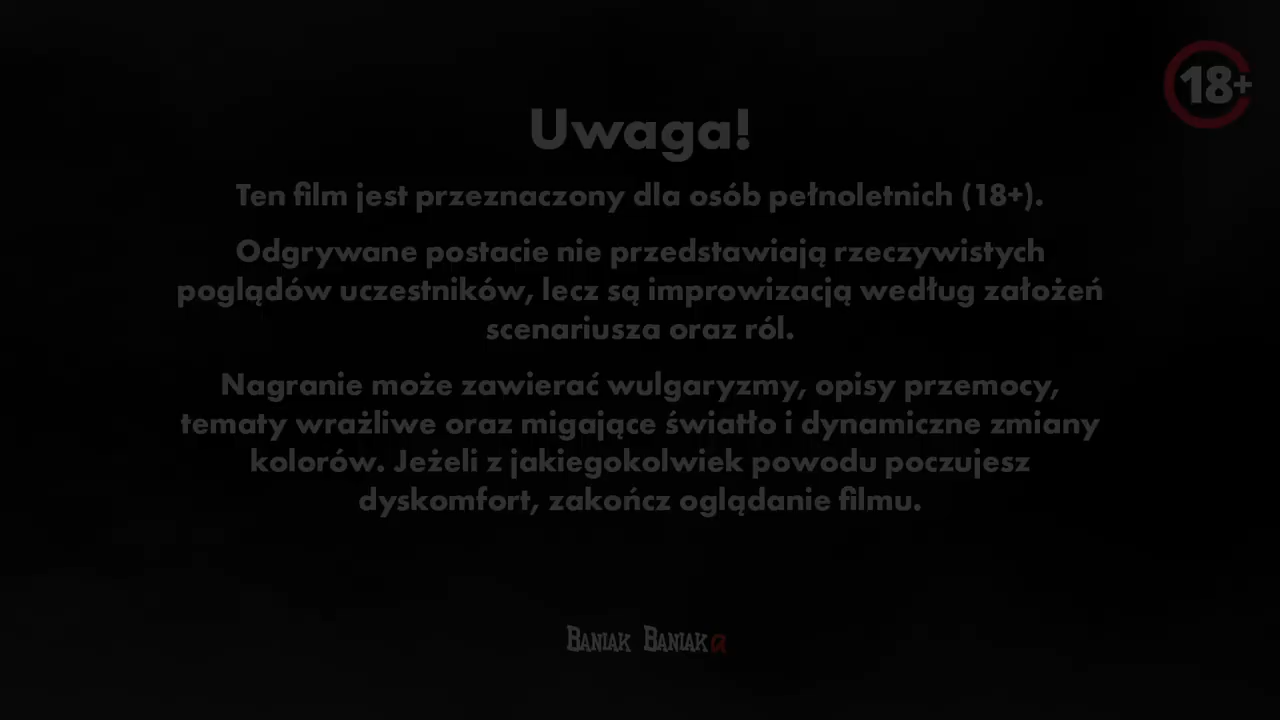 18+
Uwaga!
Ten film jest przeznaczony dla osób pełnoletnich (18+).
Odgrywane postacie nie przedstawiają rzeczywistych
poglądów uczestników, lecz są improwizacją według założeń
scenariusza oraz ról.
Nagranie może zawierać wulgaryzmy, opisy przemocy,
tematy wrażliwe oraz migające światło i dynamiczne zmiany
kolorów. Jeżeli z jakiegokolwiek powodu poczujesz
dyskomfort, zakończ oglądanie filmu.
BANIAK BANIAKa